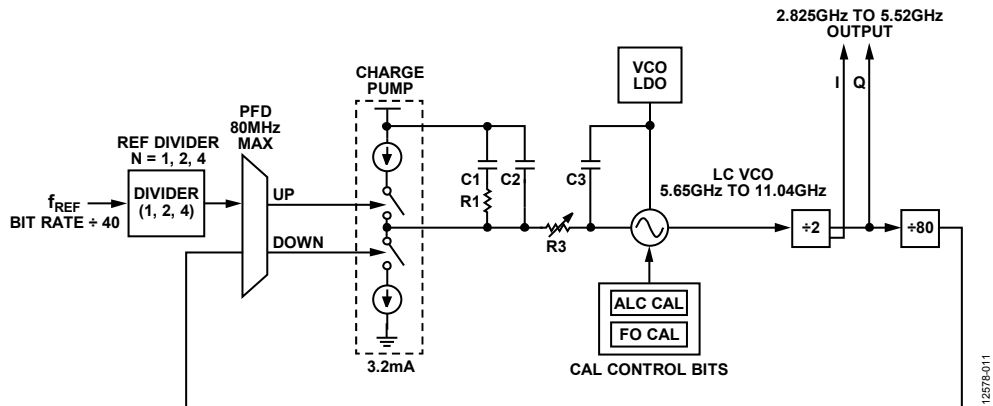 2.825GHz TO 5.52GHz
OUTPUT
I
Q
VCO
LDO
CHARGE
PUMP
PFD
80MHz
MAX
REF DIVIDER
N = 1, 2, 4
DIVIDER
(1, 2, 4)
fREF
BIT RATE ÷ 40
UP
DOWN
C1
R1
C2
C3
R3
LC VCO
5.65GHz TO 11.04GHz
÷2
÷80
ALC CAL
FO CAL
CAL CONTROL BITS
3.2mA
12578-011